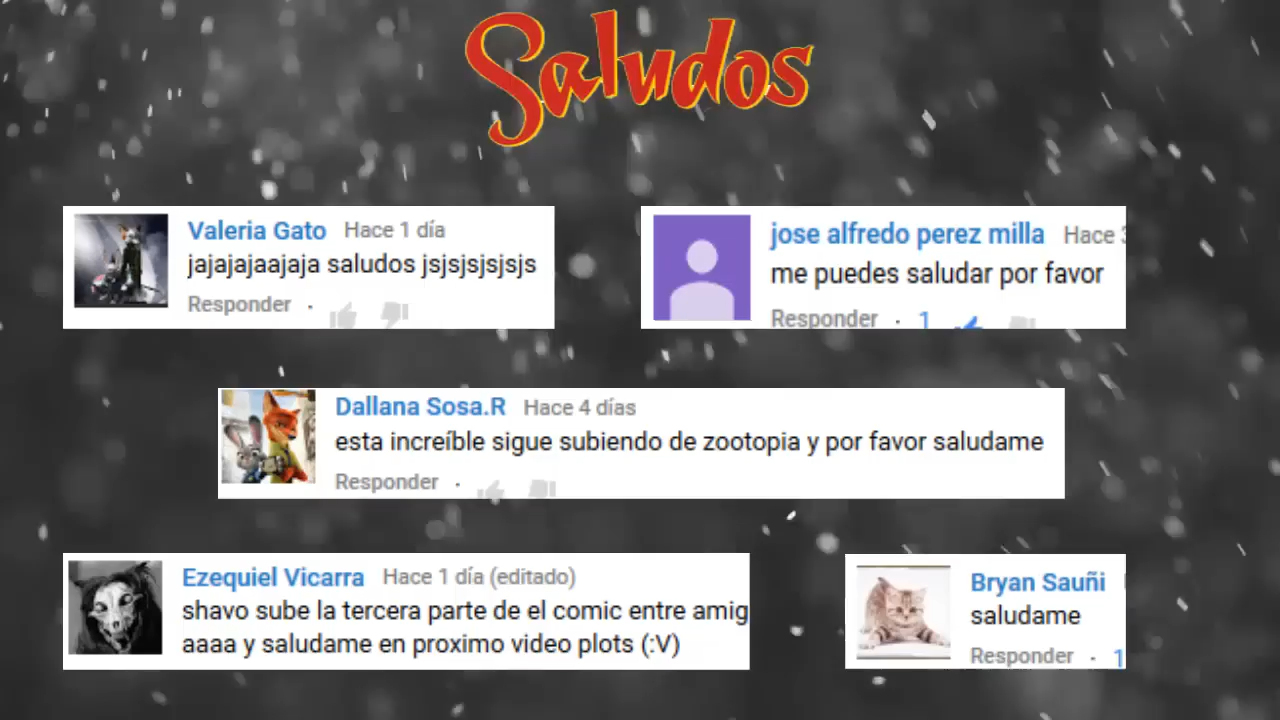 Saludos
Valeria Gato Hace 1 día
jajajajaajaja saludos jsjsjsjsjsjs
Responder ·
jose alfredo perez milla Hace
me puedes saludar por favor
Responder · 1
Dallana Sosa.R Hace 4 días
esta increíble sigue subiendo de zootopia y por favor saludame
Responder ·
Ezequiel Vicarra Hace 1 día (editado)
shavo sube la tercera parte de el comic entre amig
aaaa y saludame en proximo video plots (:V)
Bryan Sauñi
saludame
Responder · 1